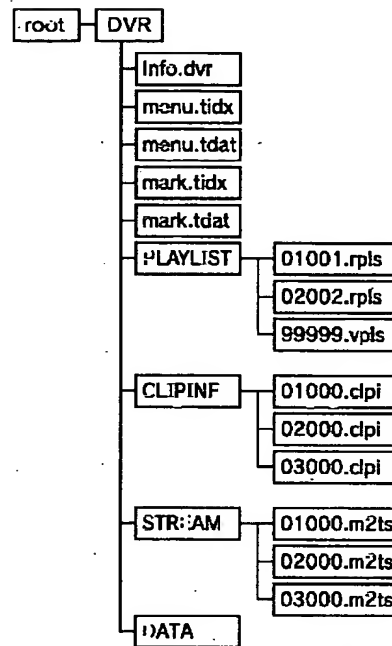 root DVR
Info.dvr
menu.tidx
menu.tdat
mark.tidx
mark.tdat
PLAYLIST 01001.rpls
02002.rpls
99999.vpls
CLIPINF 01000.clpi
02000.clpi
03000.clpi
STREAM 01000.m2ts
02000.m2ts
03000.m2ts
DATA